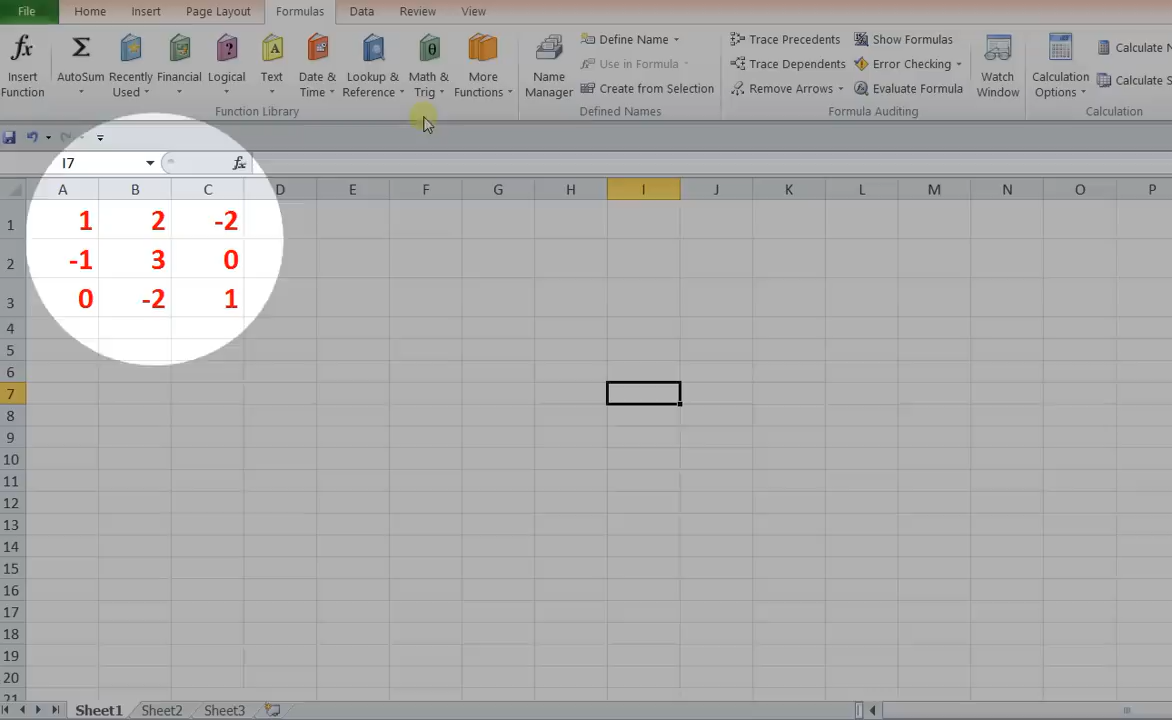 File Home Insert Page Layout Formulas Data Review View
fx Σ A ? θ
Insert Function AutoSum Recently Used Financial Logical Text Date & Time Lookup & Reference Math & Trig More Functions
Function Library
Name Manager
Define Name
Use in Formula
Create from Selection
Defined Names
Trace Precedents Show Formulas
Trace Dependents Error Checking
Remove Arrows Evaluate Formula
Formula Auditing
Watch Window
Calculation Options
Calculate N
Calculate S
Calculation
I7 fx
A B C D E F G H I J K L M N O P
1 1 2 -2
2 -1 3 0
3 0 -2 1
4
5
6
7
8
9
10
11
12
13
14
15
16
17
18
19
20
21
Sheet1 Sheet2 Sheet3